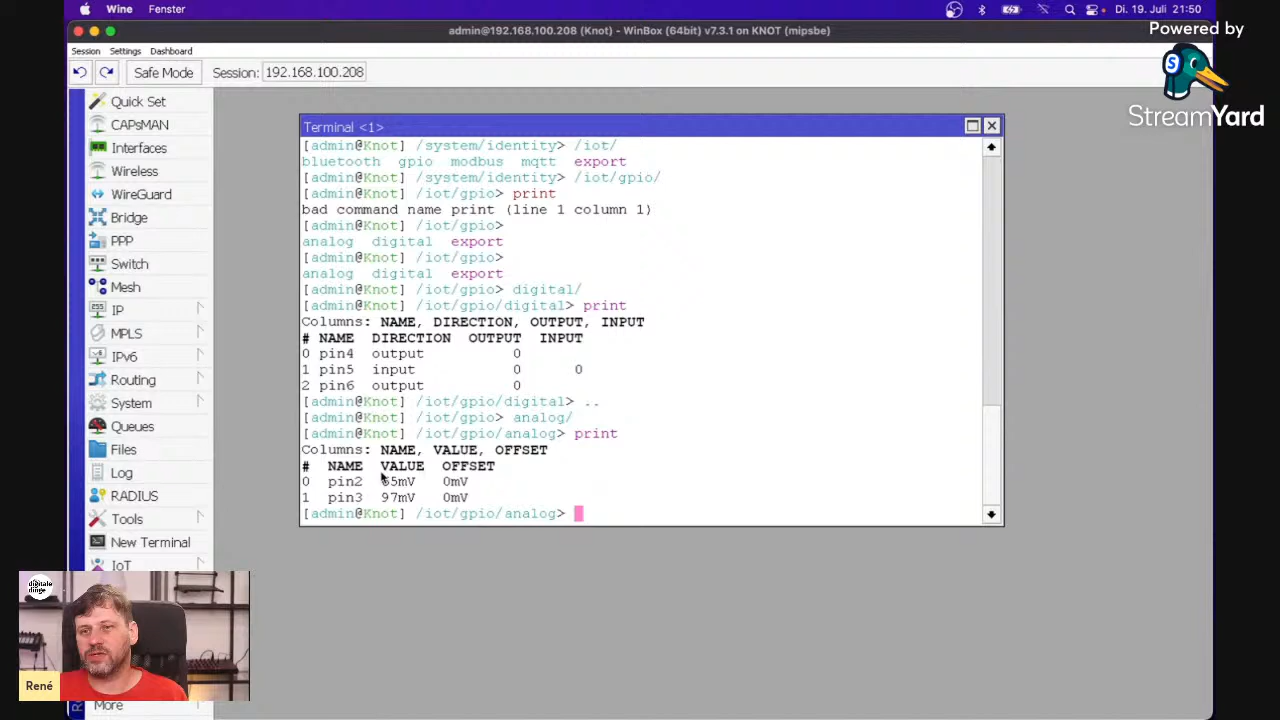 Wine Fenster
Di. 19. Juli 21:50
Powered by
StreamYard
admin@192.168.100.208 (Knot) - WinBox (64bit) v7.3.1 on KNOT (mipsbe)
Session Settings Dashboard
Safe Mode Session: 192.168.100.208
Quick Set
CAPsMAN
Interfaces
Wireless
WireGuard
Bridge
PPP
Switch
Mesh
IP
MPLS
IPv6
Routing
System
Queues
Files
Log
RADIUS
Tools
New Terminal
IoT
More
Terminal <1>
[admin@Knot] /system/identity> /iot/
bluetooth gpio modbus mqtt export
[admin@Knot] /system/identity> /iot/gpio/
[admin@Knot] /iot/gpio> print
bad command name print (line 1 column 1)
[admin@Knot] /iot/gpio>
analog digital export
[admin@Knot] /iot/gpio>
analog digital export
[admin@Knot] /iot/gpio> digital/
[admin@Knot] /iot/gpio/digital> print
Columns: NAME, DIRECTION, OUTPUT, INPUT
# NAME DIRECTION OUTPUT INPUT
0 pin4 output 0
1 pin5 input 0 0
2 pin6 output 0
[admin@Knot] /iot/gpio/digital> ..
[admin@Knot] /iot/gpio> analog/
[admin@Knot] /iot/gpio/analog> print
Columns: NAME, VALUE, OFFSET
# NAME VALUE OFFSET
0 pin2 0mV
1 pin3 97mV 0mV
[admin@Knot] /iot/gpio/analog>
digitale
dinge
René